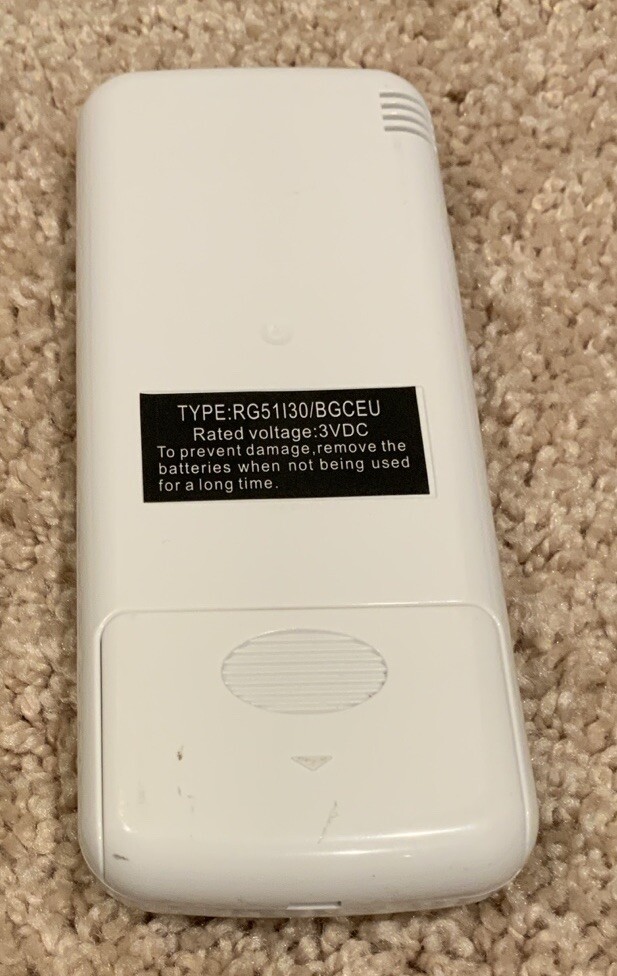 TYPE:RG51I30/BGCEU
Rated voltage:3VDC
To prevent damage,remove the
batteries when not being used
for a long time.